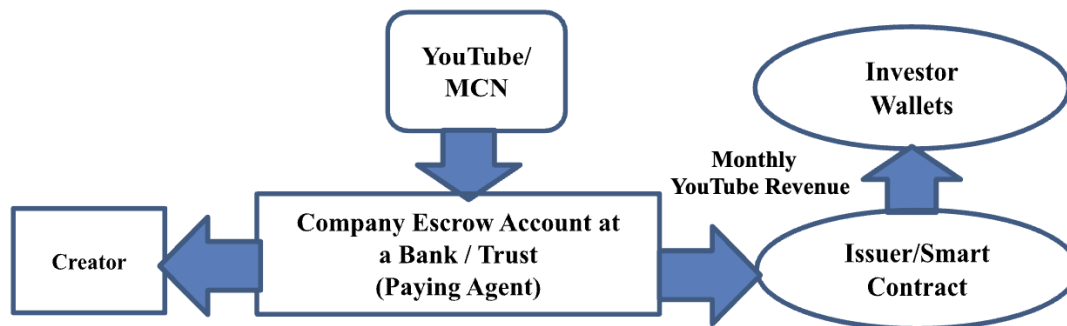 YouTube/
MCN
Investor
Wallets
Monthly
YouTube Revenue
Creator
Company Escrow Account at
a Bank / Trust
(Paying Agent)
Issuer/Smart
Contract